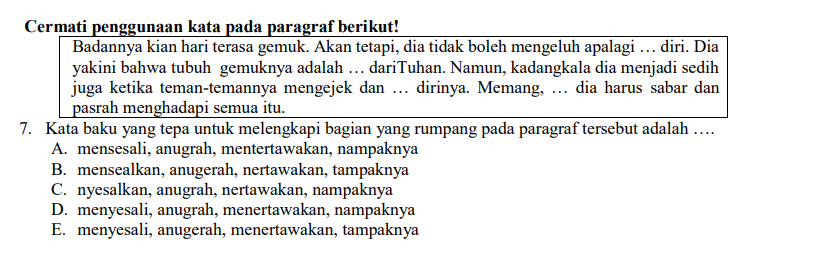 Cermati penggunaan kata pada paragraf berikut!
Badannya kian hari terasa gemuk. Akan tetapi, dia tidak boleh mengeluh apalagi … diri. Dia
yakini bahwa tubuh gemuknya adalah … dariTuhan. Namun, kadangkala dia menjadi sedih
juga ketika teman-temannya mengejek dan … dirinya. Memang, … dia harus sabar dan
pasrah menghadapi semua itu.
7. Kata baku yang tepa untuk melengkapi bagian yang rumpang pada paragraf tersebut adalah ….
A. mensesali, anugrah, mentertawakan, nampaknya
B. mensealkan, anugerah, nertawakan, tampaknya
C. nyesalkan, anugrah, nertawakan, nampaknya
D. menyesali, anugrah, menertawakan, nampaknya
E. menyesali, anugerah, menertawakan, tampaknya